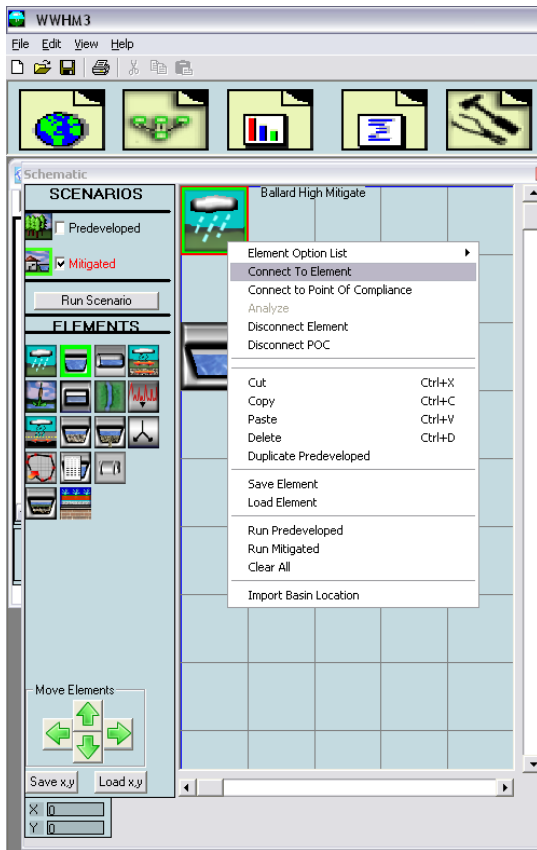 WWHM3
File Edit View Help
Schematic
SCENARIOS
Predeveloped
Mitigated
Run Scenario
ELEMENTS
Move Elements
Save x,y Load x,y
X 0
Y 0
Ballard High Mitigate
Element Option List
Connect To Element
Connect to Point Of Compliance
Analyze
Disconnect Element
Disconnect POC
Cut Ctrl+X
Copy Ctrl+C
Paste Ctrl+V
Delete Ctrl+D
Duplicate Predeveloped
Save Element
Load Element
Run Predeveloped
Run Mitigated
Clear All
Import Basin Location